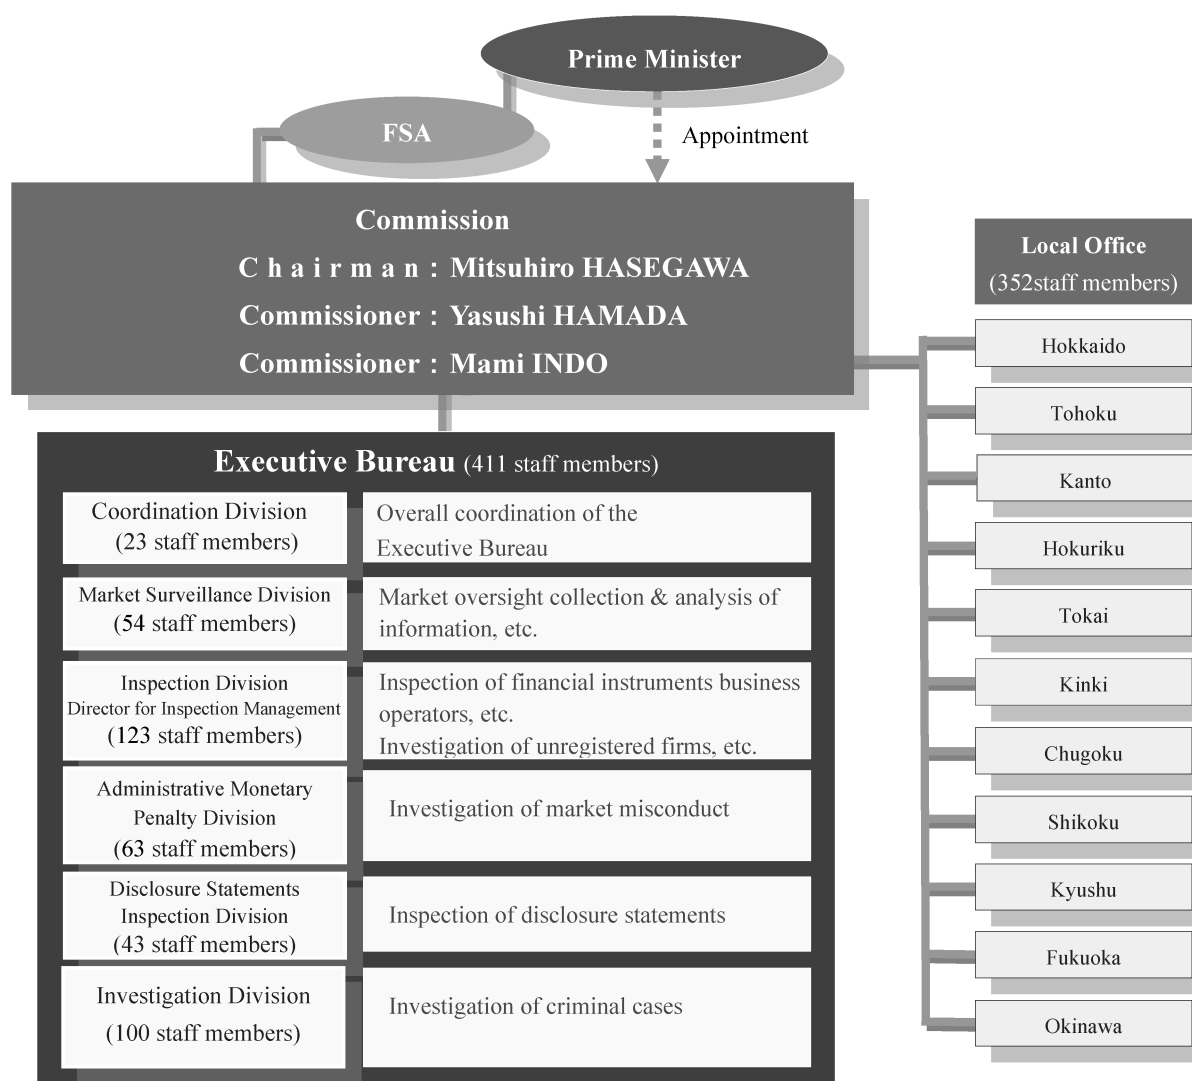 Prime Minister
FSA
Appointment
Commission
Chairman：Mitsuhiro HASEGAWA
Commissioner：Yasushi HAMADA
Commissioner：Mami INDO
Executive Bureau (411 staff members)
Coordination Division
(23 staff members)
Overall coordination of the
Executive Bureau
Market Surveillance Division
(54 staff members)
Market oversight collection & analysis of
information, etc.
Inspection Division
Director for Inspection Management
(123 staff members)
Inspection of financial instruments business
operators, etc.
Investigation of unregistered firms, etc.
Administrative Monetary
Penalty Division
(63 staff members)
Investigation of market misconduct
Disclosure Statements
Inspection Division
(43 staff members)
Inspection of disclosure statements
Investigation Division
(100 staff members)
Investigation of criminal cases
Local Office
(352staff members)
Hokkaido
Tohoku
Kanto
Hokuriku
Tokai
Kinki
Chugoku
Shikoku
Kyushu
Fukuoka
Okinawa